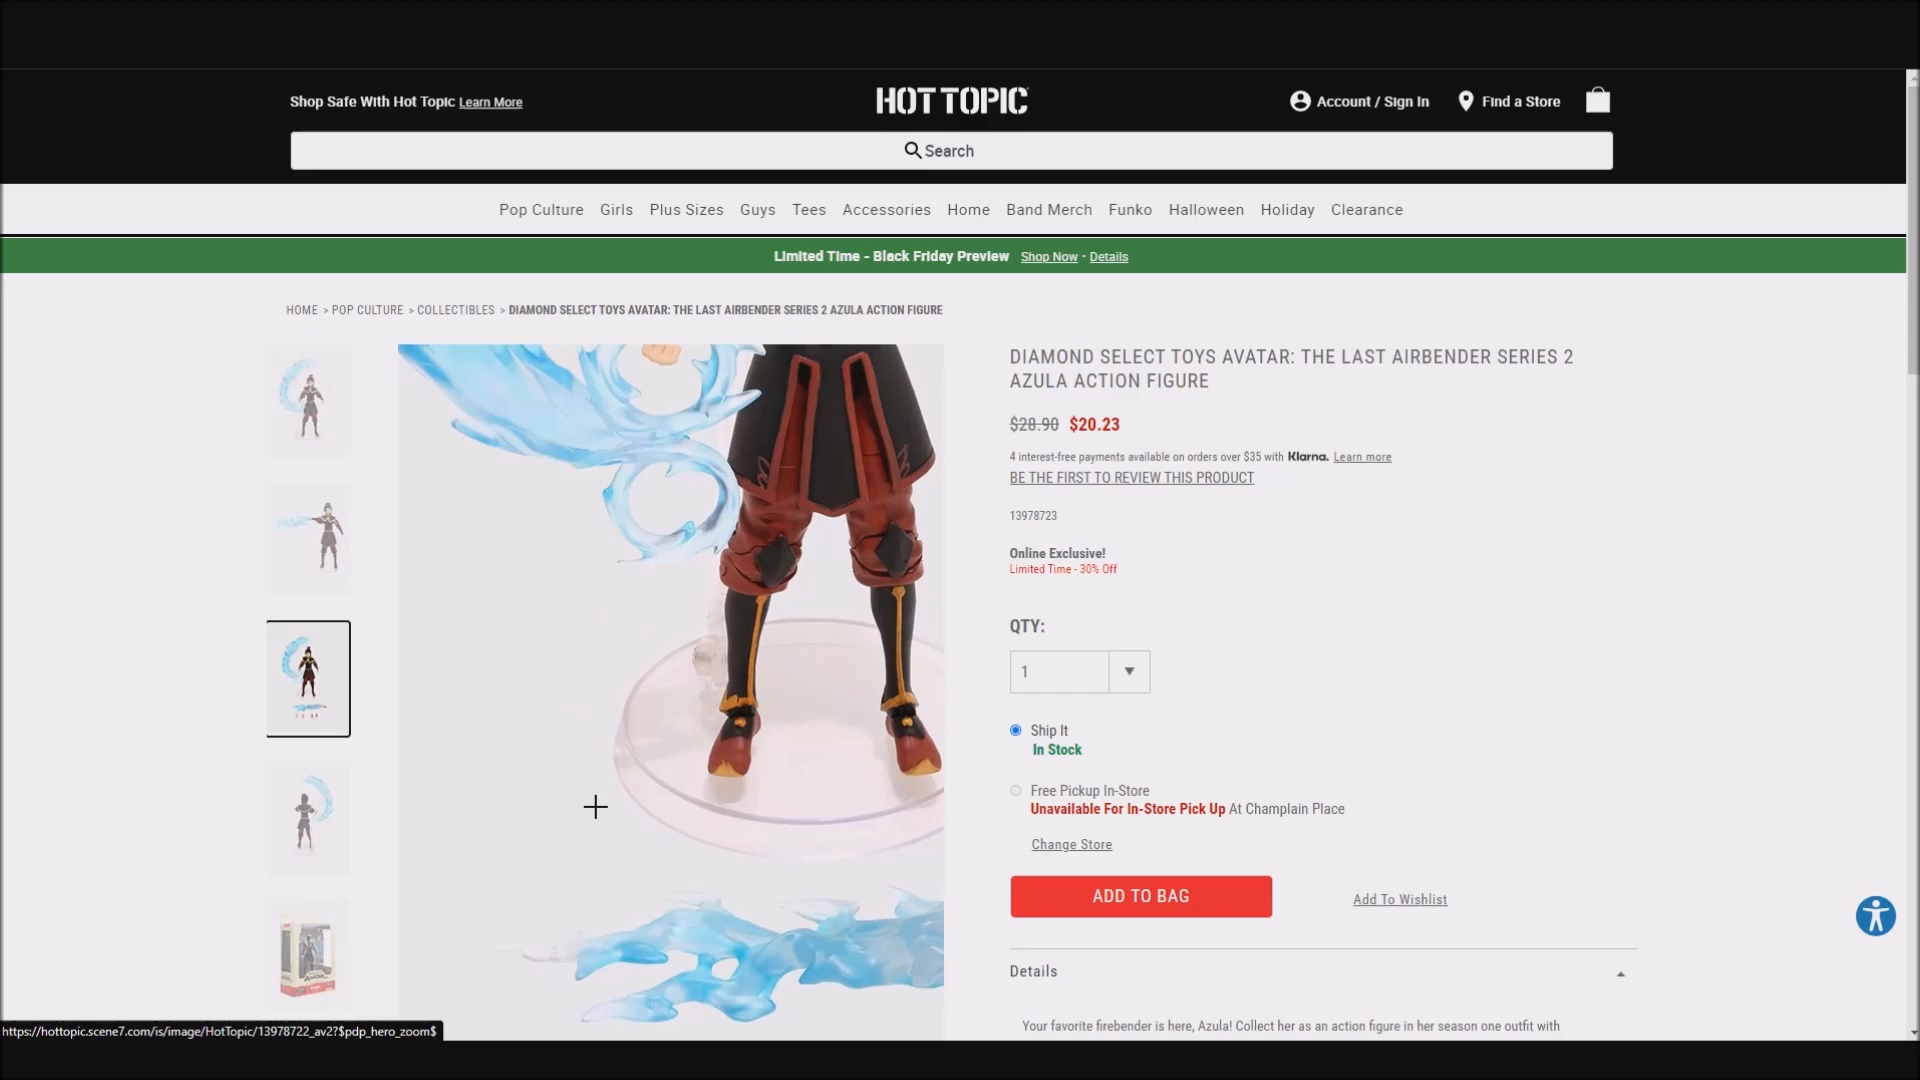 Shop Safe With Hot Topic Learn More
HOT TOPIC
Account / Sign In
Find a Store
Search
Pop Culture Girls Plus Sizes Guys Tees Accessories Home Band Merch Funko Halloween Holiday Clearance
Limited Time - Black Friday Preview Shop Now - Details
HOME > POP CULTURE > COLLECTIBLES > DIAMOND SELECT TOYS AVATAR: THE LAST AIRBENDER SERIES 2 AZULA ACTION FIGURE
DIAMOND SELECT TOYS AVATAR: THE LAST AIRBENDER SERIES 2
AZULA ACTION FIGURE
$28.90 $20.23
4 interest-free payments available on orders over $35 with Klarna. Learn more
BE THE FIRST TO REVIEW THIS PRODUCT
13978723
Online Exclusive!
Limited Time - 30% Off
QTY:
1
Ship It
In Stock
Free Pickup In-Store
Unavailable For In-Store Pick Up At Champlain Place
Change Store
ADD TO BAG
Add To Wishlist
Details
Your favorite firebender is here, Azula! Collect her as an action figure in her season one outfit with
https://hottopic.scene7.com/is/image/HotTopic/13978722_av2?$pdp_hero_zoom$